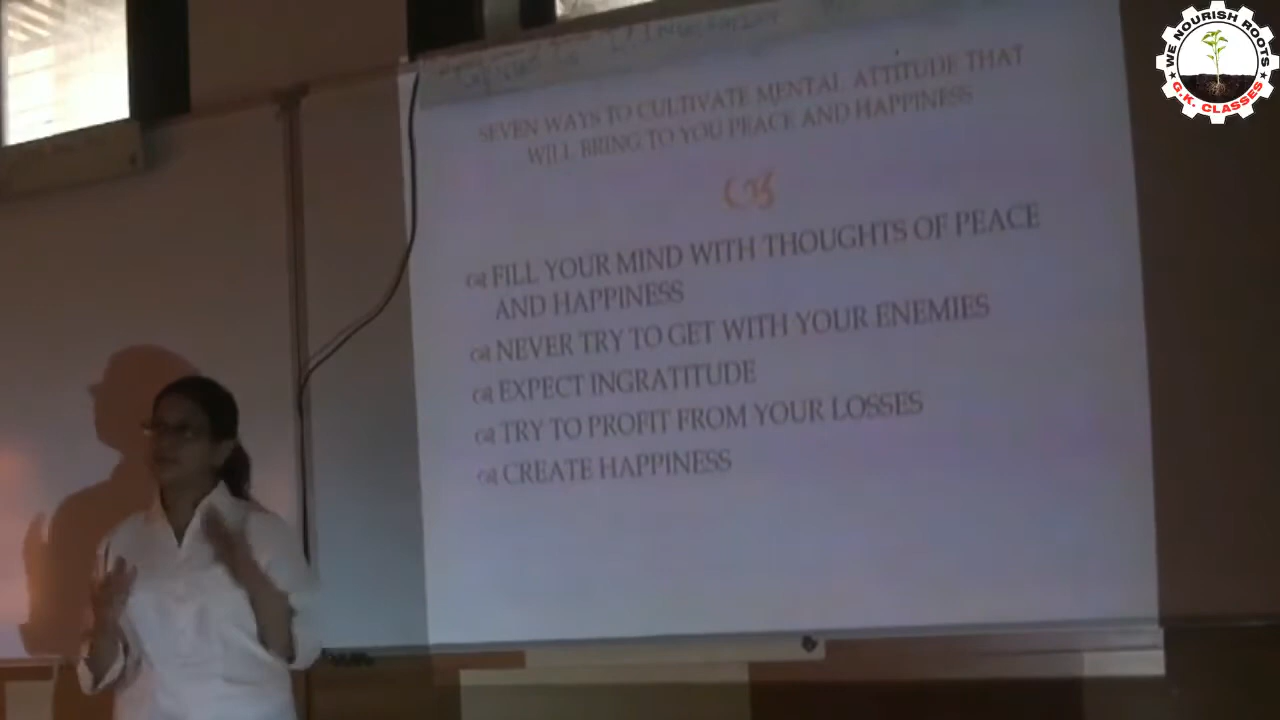 SEVEN WAYS TO CULTIVATE MENTAL ATTITUDE THAT
WILL BRING TO YOU PEACE AND HAPPINESS
FILL YOUR MIND WITH THOUGHTS OF PEACE
AND HAPPINESS
NEVER TRY TO GET WITH YOUR ENEMIES
EXPECT INGRATITUDE
TRY TO PROFIT FROM YOUR LOSSES
CREATE HAPPINESS
WE NOURISH ROOTS
G.K. CLASSES